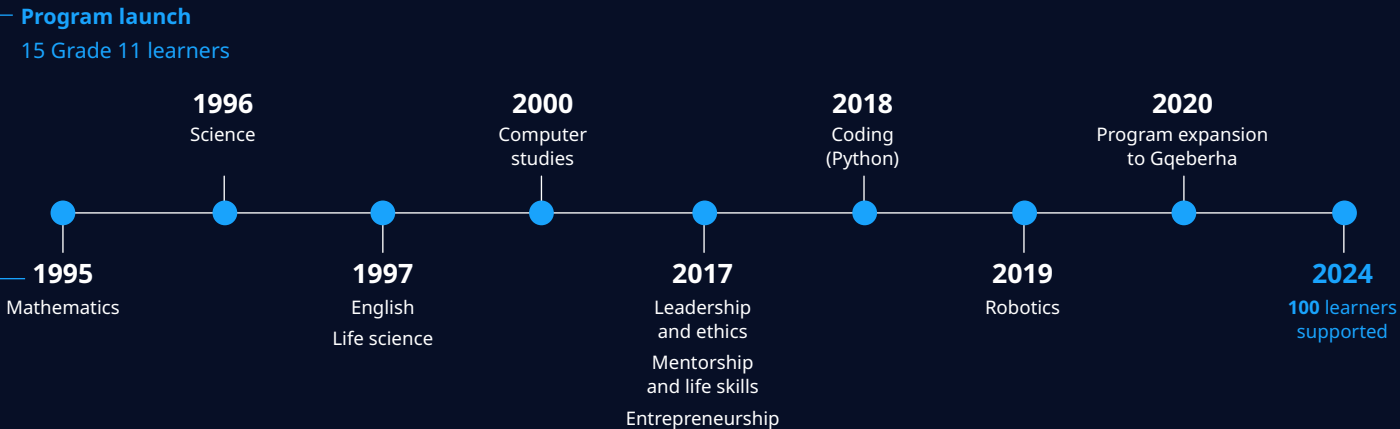 Program launch
15 Grade 11 learners
1996
Science
2000
Computer
studies
2018
Coding
(Python)
2020
Program expansion
to Gqeberha
1995
Mathematics
1997
English
Life science
2017
Leadership
and ethics
Mentorship
and life skills
Entrepreneurship
2019
Robotics
2024
100 learners
supported